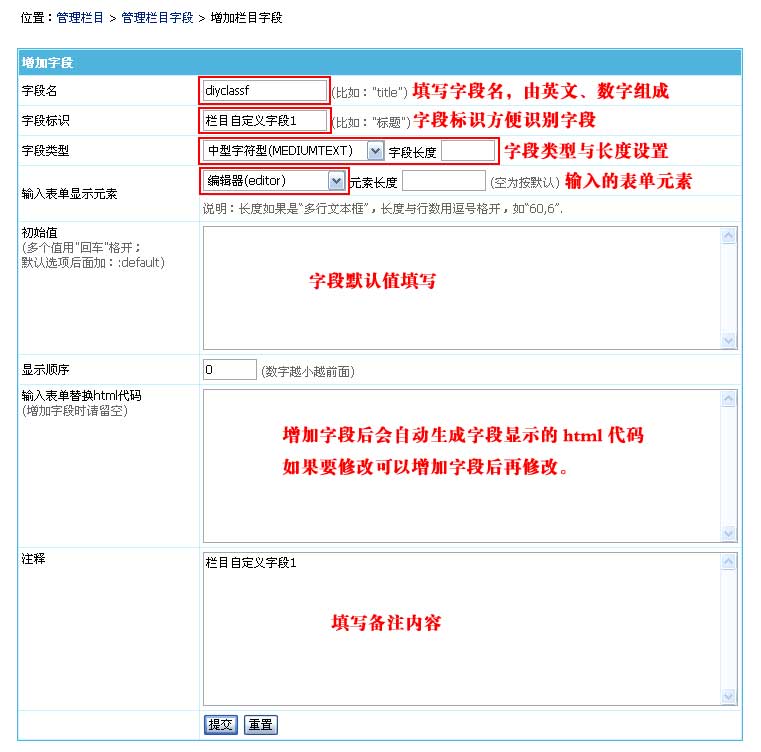 位置：管理栏目 > 管理栏目字段 > 增加栏目字段
增加字段
字段名 diyclassf (比如："title") 填写字段名，由英文、数字组成
字段标识 栏目自定义字段1 (比如："标题") 字段标识方便识别字段
字段类型 中型字符型(MEDIUMTEXT) 字段长度 字段类型与长度设置
输入表单显示元素 编辑器(editor) 元素长度 (空为按默认) 输入的表单元素
说明：长度如果是“多行文本框”，长度与行数用逗号格开，如“60,6”.
初始值
(多个值用"回车"格开；
默认选项后面加：:default)
字段默认值填写
显示顺序 0 (数字越小越前面)
输入表单替换html代码
(增加字段时请留空)
增加字段后会自动生成字段显示的 html 代码
如果要修改可以增加字段后再修改。
注释 栏目自定义字段1
填写备注内容
提交 重置